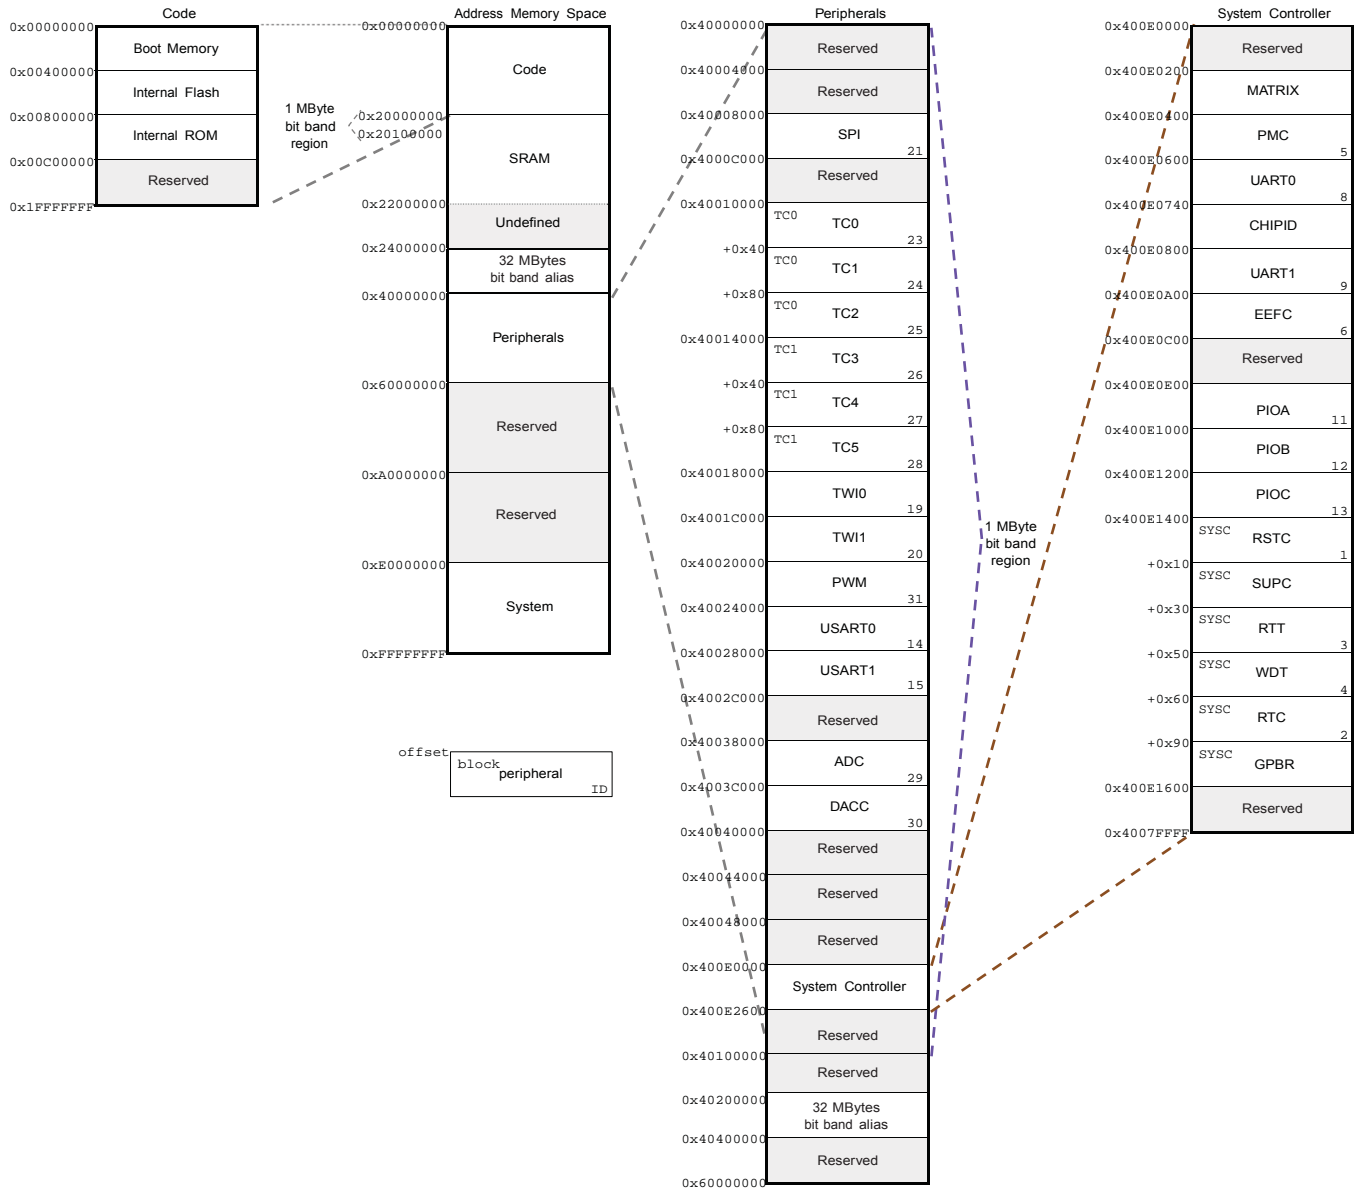 Code
0x00000000
Boot Memory
0x00400000
Internal Flash
0x00800000
Internal ROM
0x00C00000
Reserved
0x1FFFFFFF
1 MByte
bit band
region
Address Memory Space
0x00000000
Code
0x20000000
0x20100000
SRAM
0x22000000
Undefined
0x24000000
32 MBytes
bit band alias
0x40000000
Peripherals
0x60000000
Reserved
0xA0000000
Reserved
0xE0000000
System
0xFFFFFFFF
offset
block
peripheral
ID
Peripherals
0x40000000
Reserved
0x40004000
Reserved
0x40008000
SPI
21
0x4000C000
Reserved
0x40010000
TC0
TC0
23
+0x40
TC0
TC1
24
+0x80
TC0
TC2
25
0x40014000
TC1
TC3
26
+0x40
TC1
TC4
27
+0x80
TC1
TC5
28
0x40018000
TWI0
19
0x4001C000
TWI1
20
0x40020000
PWM
31
0x40024000
USART0
14
0x40028000
USART1
15
0x4002C000
Reserved
0x40038000
ADC
29
0x4003C000
DACC
30
0x40040000
Reserved
0x40044000
Reserved
0x40048000
Reserved
0x400E0000
System Controller
0x400E2600
Reserved
0x40100000
Reserved
0x40200000
32 MBytes
bit band alias
0x40400000
Reserved
0x60000000
1 MByte
bit band
region
System Controller
0x400E0000
Reserved
0x400E0200
MATRIX
0x400E0400
PMC
5
0x400E0600
UART0
8
0x400E0740
CHIPID
0x400E0800
UART1
9
0x400E0A00
EEFC
6
0x400E0C00
Reserved
0x400E0E00
PIOA
11
0x400E1000
PIOB
12
0x400E1200
PIOC
13
0x400E1400
SYSC
RSTC
1
+0x10
SYSC
SUPC
+0x30
SYSC
RTT
3
+0x50
SYSC
WDT
4
+0x60
SYSC
RTC
2
+0x90
SYSC
GPBR
0x400E1600
Reserved
0x4007FFFF